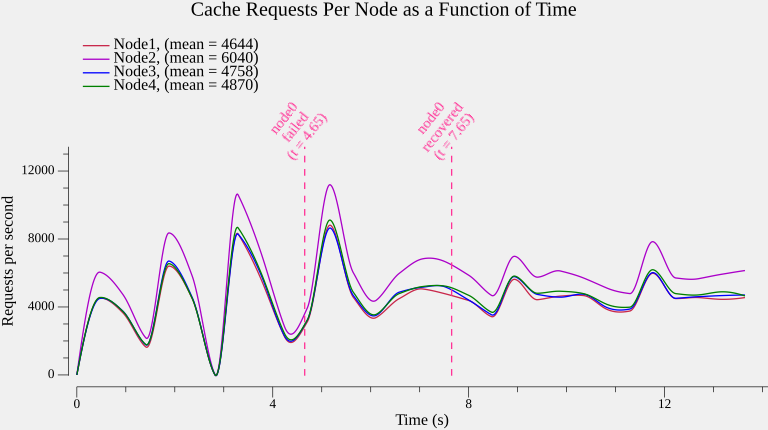 Cache Requests Per Node as a Function of Time
Node1, (mean = 4644)
Node2, (mean = 6040)
Node3, (mean = 4758)
Node4, (mean = 4870)
node0
failed
(t = 4.65)
node0
recovered
(t = 7.65)
Requests per second
12000
8000
4000
0
0
4
8
12
Time (s)